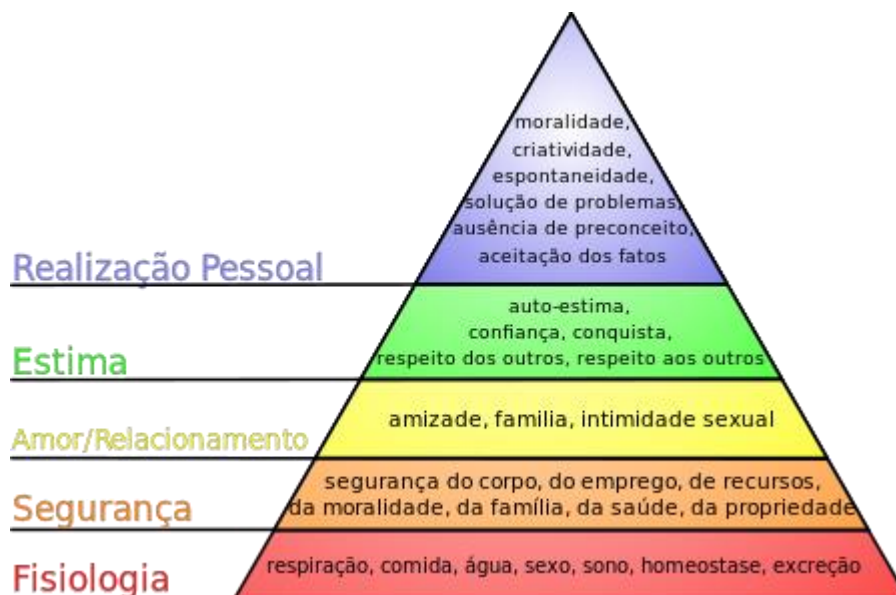 moralidade,
criatividade,
espontaneidade,
solução de problemas,
ausência de preconceito,
aceitação dos fatos
Realização Pessoal
auto-estima,
confiança, conquista,
respeito dos outros, respeito aos outros
Estima
amizade, familia, intimidade sexual
Amor/Relacionamento
segurança do corpo, do emprego, de recursos,
da moralidade, da família, da saúde, da propriedade
Segurança
respiração, comida, água, sexo, sono, homeostase, excreção
Fisiologia